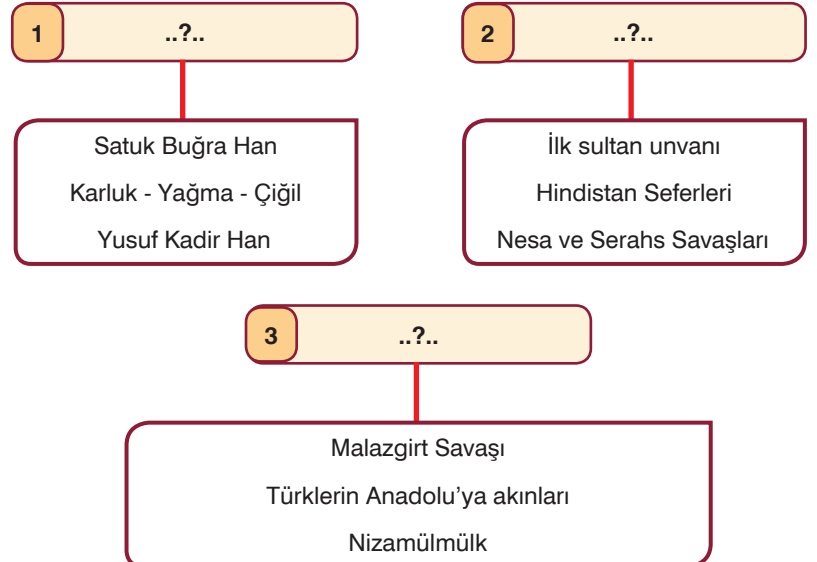 1 ..?..
Satuk Buğra Han
Karluk - Yağma - Çiğil
Yusuf Kadir Han
2 ..?..
İlk sultan unvanı
Hindistan Seferleri
Nesa ve Serahs Savaşları
3 ..?..
Malazgirt Savaşı
Türklerin Anadolu'ya akınları
Nizamülmülk